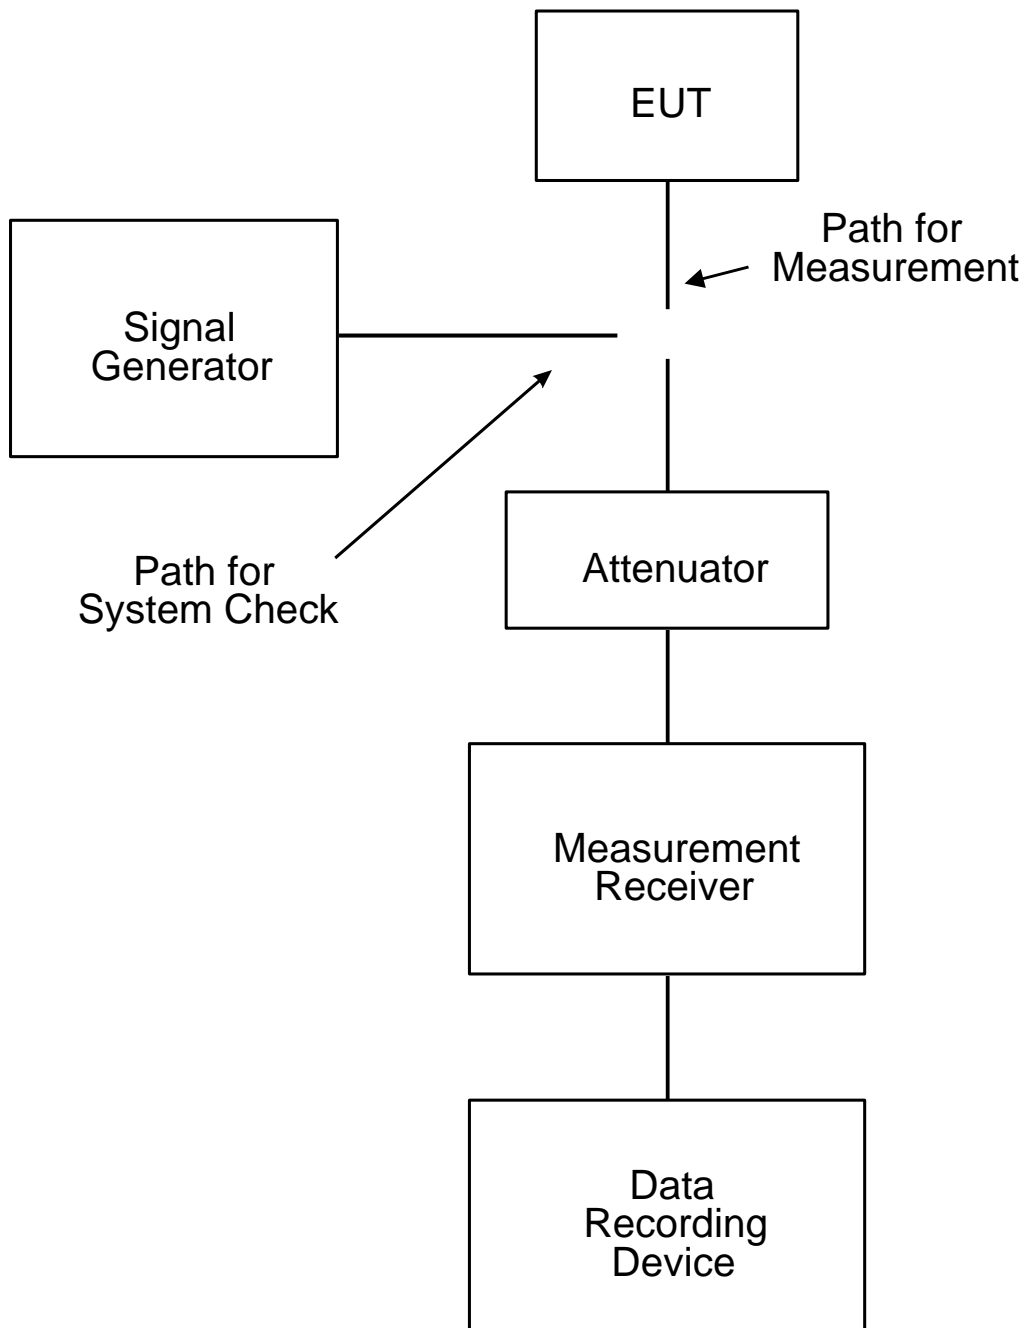 EUT
Path for
Measurement
Signal
Generator
Path for
System Check
Attenuator
Measurement
Receiver
Data
Recording
Device